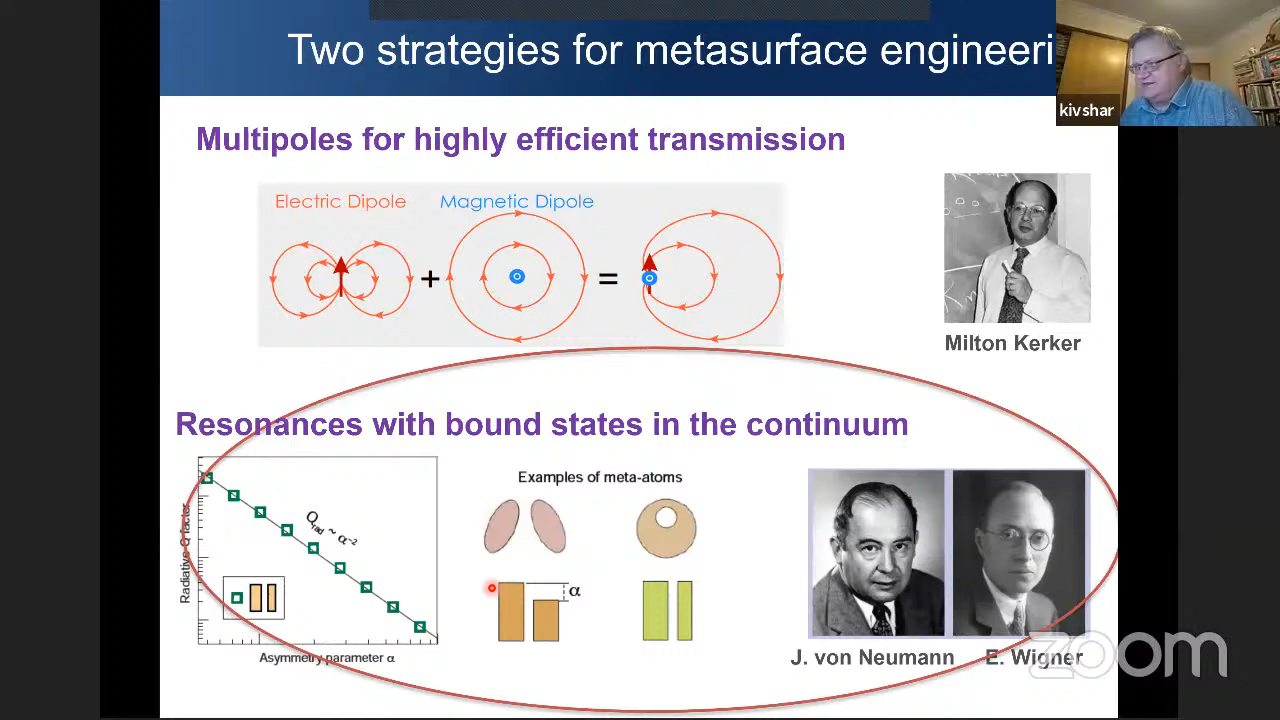 Two strategies for metasurface engineeri
kivshar
Multipoles for highly efficient transmission
Electric Dipole
Magnetic Dipole
+
=
Milton Kerker
Resonances with bound states in the continuum
Radiative Q factor
Qrad ~ α⁻²
Asymmetry parameter α
Examples of meta-atoms
α
J. von Neumann
E. Wigner
zoom